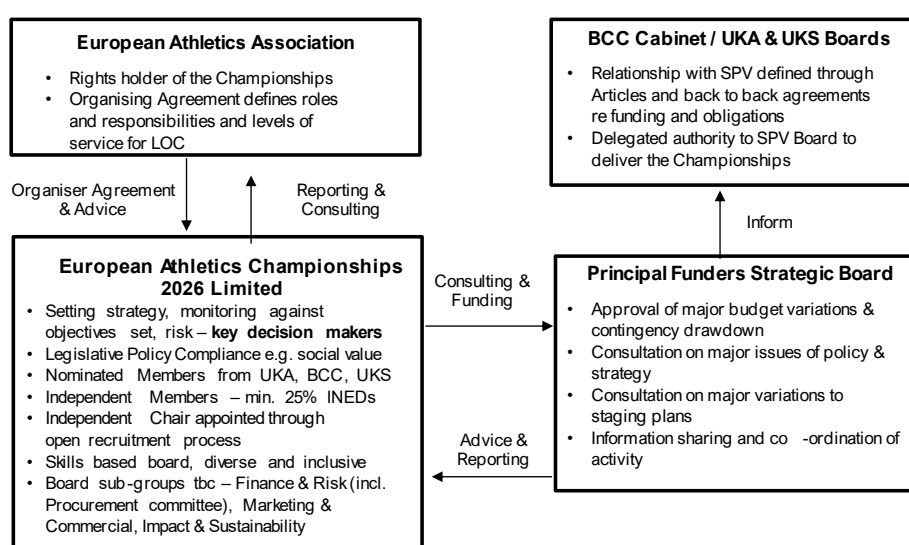 European Athletics Association
• Rights holder of the Championships
• Organising Agreement defines roles
and responsibilities and levels of
service for LOC
BCC Cabinet / UKA & UKS Boards
• Relationship with SPV defined through
Articles and back to back agreements
re funding and obligations
• Delegated authority to SPV Board to
deliver the Championships
Organiser Agreement
& Advice
Reporting &
Consulting
Inform
European Athletics Championships
2026 Limited
• Setting strategy, monitoring against
objectives set, risk – key decision makers
• Legislative Policy Compliance e.g. social value
• Nominated Members from UKA, BCC, UKS
• Independent Members – min. 25% INEDs
• Independent Chair appointed through
open recruitment process
• Skills based board, diverse and inclusive
• Board sub-groups tbc – Finance & Risk (incl.
Procurement committee), Marketing &
Commercial, Impact & Sustainability
Consulting &
Funding
Advice &
Reporting
Principal Funders Strategic Board
• Approval of major budget variations &
contingency drawdown
• Consultation on major issues of policy &
strategy
• Consultation on major variations to
staging plans
• Information sharing and co -ordination of
activity